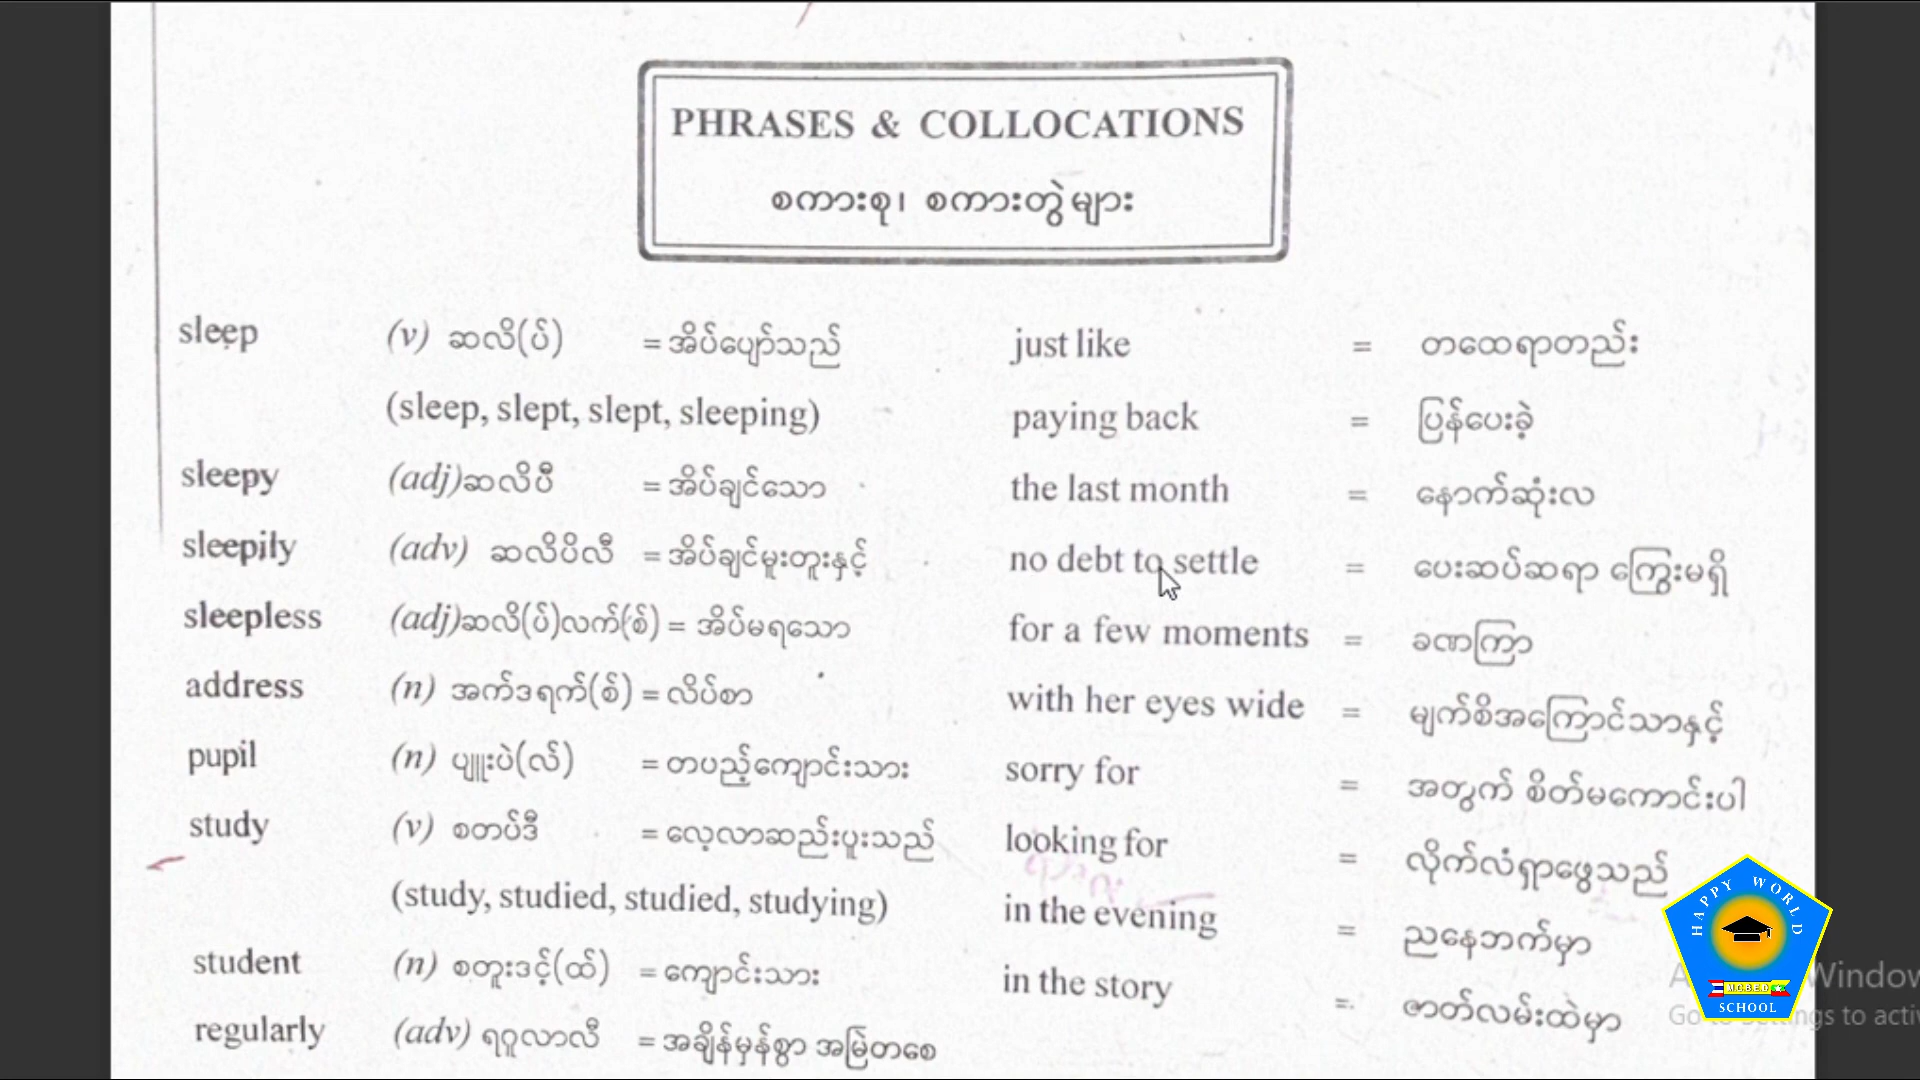 PHRASES & COLLOCATIONS
စကားစု၊ စကားတွဲများ
sleep (v) ဆလိ(ပ်) = အိပ်ပျော်သည်
(sleep, slept, slept, sleeping)
sleepy (adj) ဆလိပီ = အိပ်ချင်သော
sleepily (adv) ဆလိပိလီ = အိပ်ချင်မူးတူးနှင့်
sleepless (adj) ဆလိ(ပ်)လက်(စ်) = အိပ်မရသော
address (n) အက်ဒရက်(စ်) = လိပ်စာ
pupil (n) ပျူးပဲ(လ်) = တပည့်ကျောင်းသား
study (v) စတပ်ဒီ = လေ့လာဆည်းပူးသည်
(study, studied, studied, studying)
student (n) စတူးဒင့်(ထ်) = ကျောင်းသား
regularly (adv) ရဂူလာလီ = အချိန်မှန်စွာ အမြဲတစေ
just like = တထေရာတည်း
paying back = ပြန်ပေးခဲ့
the last month = နောက်ဆုံးလ
no debt to settle = ပေးဆပ်ဆရာ ကြွေးမရှိ
for a few moments = ခဏကြာ
with her eyes wide = မျက်စိအကြောင်သားနှင့်
sorry for = အတွက် စိတ်မကောင်းပါ
looking for = လိုက်လံရှာဖွေသည်
in the evening = ညနေဘက်မှာ
in the story = ဇာတ်လမ်းထဲမှာ
HAPPY WORLD
M.C.B.E.D
SCHOOL